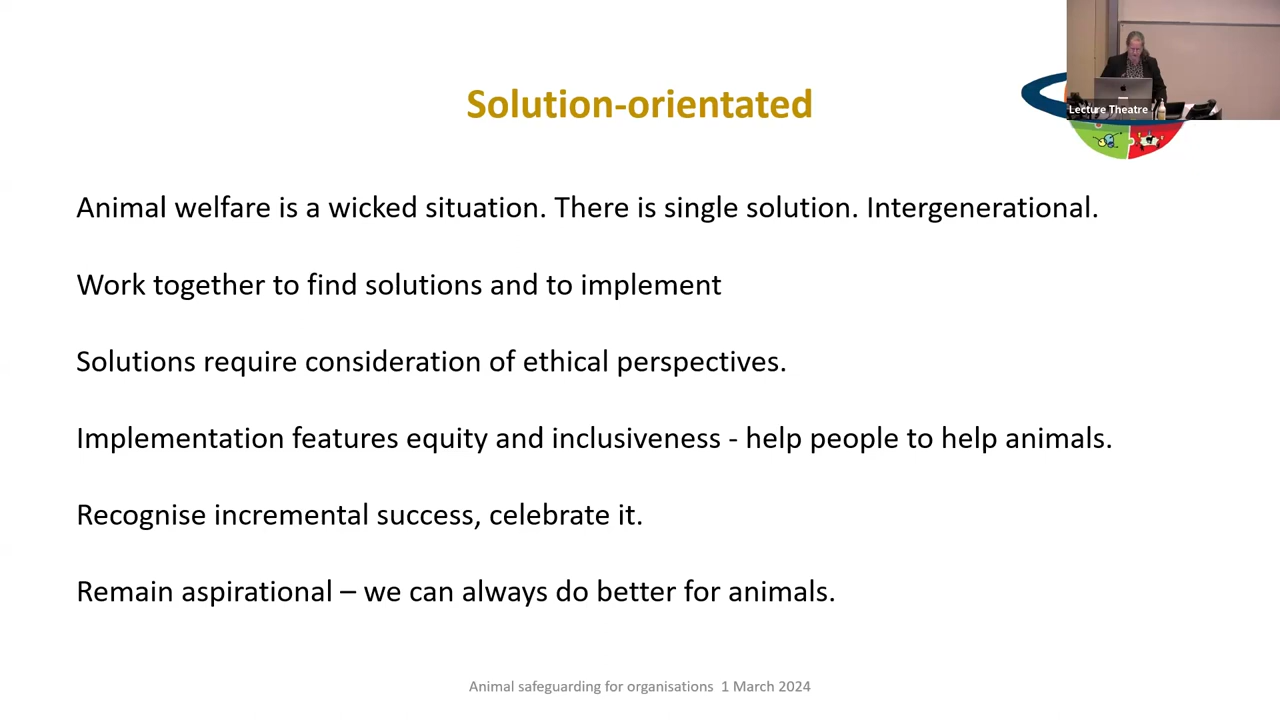 Solution-orientated
Lecture Theatre
Animal welfare is a wicked situation. There is single solution. Intergenerational.
Work together to find solutions and to implement
Solutions require consideration of ethical perspectives.
Implementation features equity and inclusiveness - help people to help animals.
Recognise incremental success, celebrate it.
Remain aspirational – we can always do better for animals.
Animal safeguarding for organisations 1 March 2024